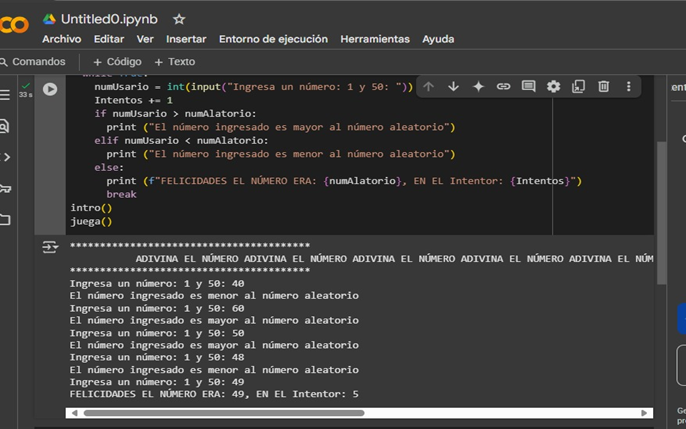 CO Untitled0.ipynb
Archivo Editar Ver Insertar Entorno de ejecución Herramientas Ayuda
Comandos + Código + Texto
33 s
numUsario = int(input("Ingresa un número: 1 y 50: "))
Intentos += 1
if numUsario > numAlatorio:
print ("El número ingresado es mayor al número aleatorio")
elif numUsario < numAlatorio:
print ("El número ingresado es menor al número aleatorio")
else:
print (f"FELICIDADES EL NÚMERO ERA: {numAlatorio}, EN EL Intentor: {Intentos}")
break
intro()
juega()
****************************************
ADIVINA EL NÚMERO ADIVINA EL NÚMERO ADIVINA EL NÚMERO ADIVINA EL NÚMERO ADIVINA EL NÚM
****************************************
Ingresa un número: 1 y 50: 40
El número ingresado es menor al número aleatorio
Ingresa un número: 1 y 50: 60
El número ingresado es mayor al número aleatorio
Ingresa un número: 1 y 50: 50
El número ingresado es mayor al número aleatorio
Ingresa un número: 1 y 50: 48
El número ingresado es menor al número aleatorio
Ingresa un número: 1 y 50: 49
FELICIDADES EL NÚMERO ERA: 49, EN EL Intentor: 5